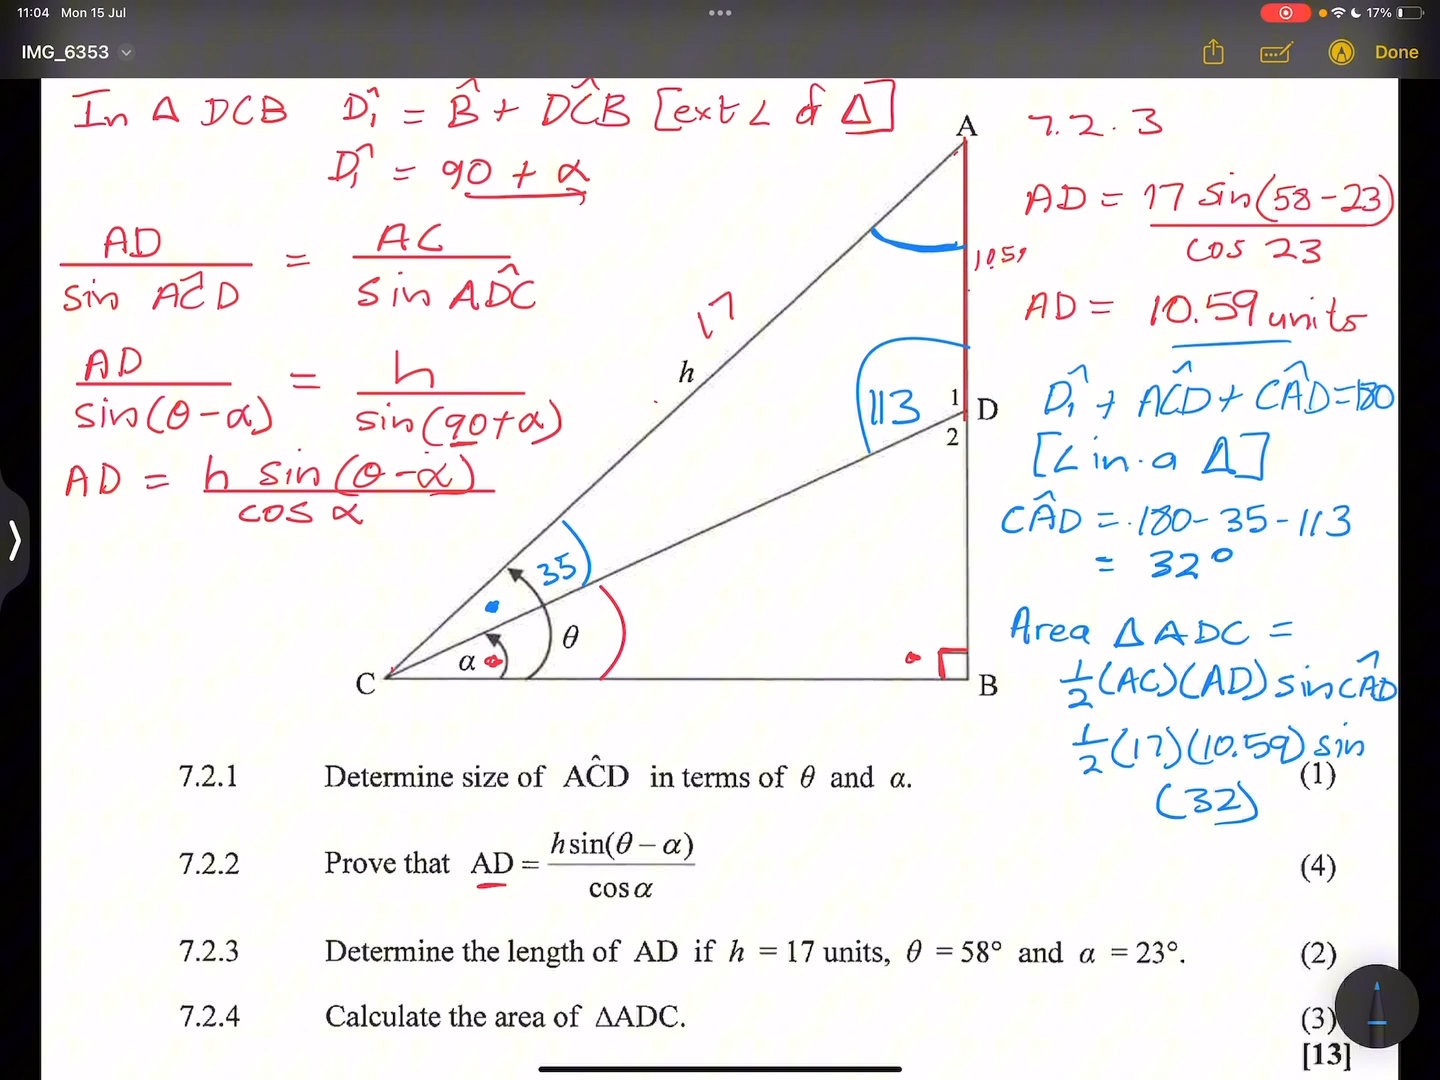 11:04 Mon 15 Jul
17%
IMG_6353
Done
In Δ DCB D̂₁ = B̂ + DĈB [ext ∠ of Δ]
D̂₁ = 90 + α
AD / sin AĈD = AC / sin AD̂C
AD / sin(θ-α) = h / sin(90+α)
AD = h sin(θ-α) / cos α
A
h
17
10.59
113
1
D
2
35
θ
α
C
B
7.2.3
AD = 17 sin(58-23) / cos 23
AD = 10.59 units
D̂₁ + AĈD + CÂD = 180
[∠ in a Δ]
CÂD = 180-35-113
= 32°
Area Δ ADC =
½(AC)(AD) sin CÂD
½(17)(10.59) sin
(32)
7.2.1 Determine size of AĈD in terms of θ and α. (1)
7.2.2 Prove that AD = h sin(θ − α) / cos α (4)
7.2.3 Determine the length of AD if h = 17 units, θ = 58° and α = 23°. (2)
7.2.4 Calculate the area of ΔADC. (3)
[13]